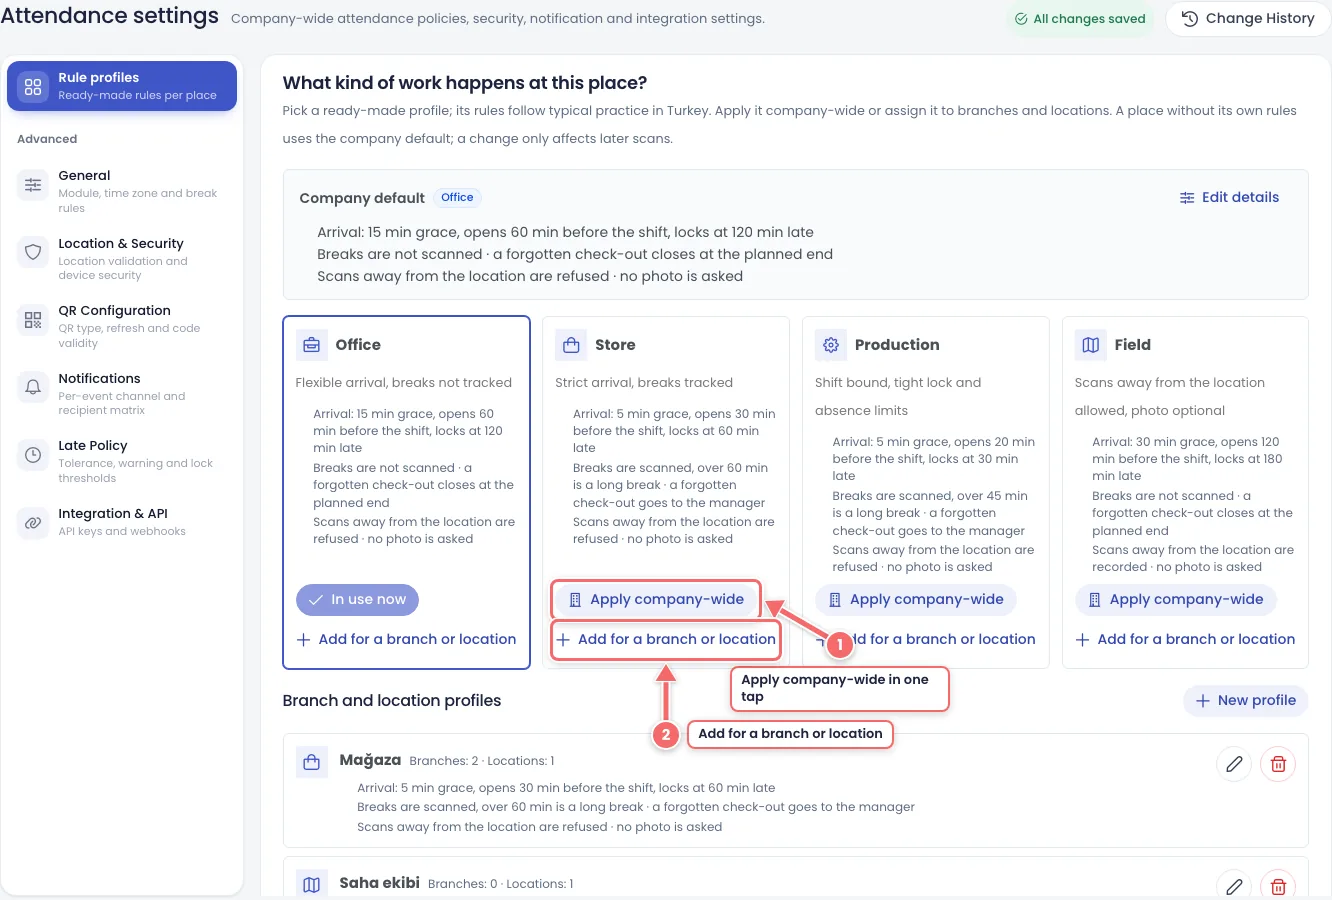 Attendance settings
Company-wide attendance policies, security, notification and integration settings.
All changes saved
Change History
Rule profiles
Ready-made rules per place
Advanced
General
Module, time zone and break
rules
Location & Security
Location validation and
device security
QR Configuration
QR type, refresh and code
validity
Notifications
Per-event channel and
recipient matrix
Late Policy
Tolerance, warning and lock
thresholds
Integration & API
API keys and webhooks
What kind of work happens at this place?
Pick a ready-made profile; its rules follow typical practice in Turkey. Apply it company-wide or assign it to branches and locations. A place without its own rules
uses the company default; a change only affects later scans.
Company default
Office
Edit details
Arrival: 15 min grace, opens 60 min before the shift, locks at 120 min late
Breaks are not scanned · a forgotten check-out closes at the planned end
Scans away from the location are refused · no photo is asked
Office
Flexible arrival, breaks not tracked
Arrival: 15 min grace, opens 60
min before the shift, locks at 120
min late
Breaks are not scanned · a
forgotten check-out closes at the
planned end
Scans away from the location are
refused · no photo is asked
In use now
Add for a branch or location
Store
Strict arrival, breaks tracked
Arrival: 5 min grace, opens 30 min
before the shift, locks at 60 min
late
Breaks are scanned, over 60 min
is a long break · a forgotten
check-out goes to the manager
Scans away from the location are
refused · no photo is asked
Apply company-wide
Add for a branch or location
Production
Shift bound, tight lock and
absence limits
Arrival: 5 min grace, opens 20 min
before the shift, locks at 30 min
late
Breaks are scanned, over 45 min
is a long break · a forgotten
check-out goes to the manager
Scans away from the location are
refused · no photo is asked
Apply company-wide
for a branch or location
Field
Scans away from the location
allowed, photo optional
Arrival: 30 min grace, opens 120
min before the shift, locks at 180
min late
Breaks are not scanned · a
forgotten check-out closes at the
planned end
Scans away from the location are
recorded · no photo is asked
Apply company-wide
Add for a branch or location
1
Apply company-wide in one
tap
2
Add for a branch or location
Branch and location profiles
New profile
Mağaza
Branches: 2 · Locations: 1
Arrival: 5 min grace, opens 30 min before the shift, locks at 60 min late
Breaks are scanned, over 60 min is a long break · a forgotten check-out goes to the manager
Scans away from the location are refused · no photo is asked
Saha ekibi
Branches: 0 · Locations: 1